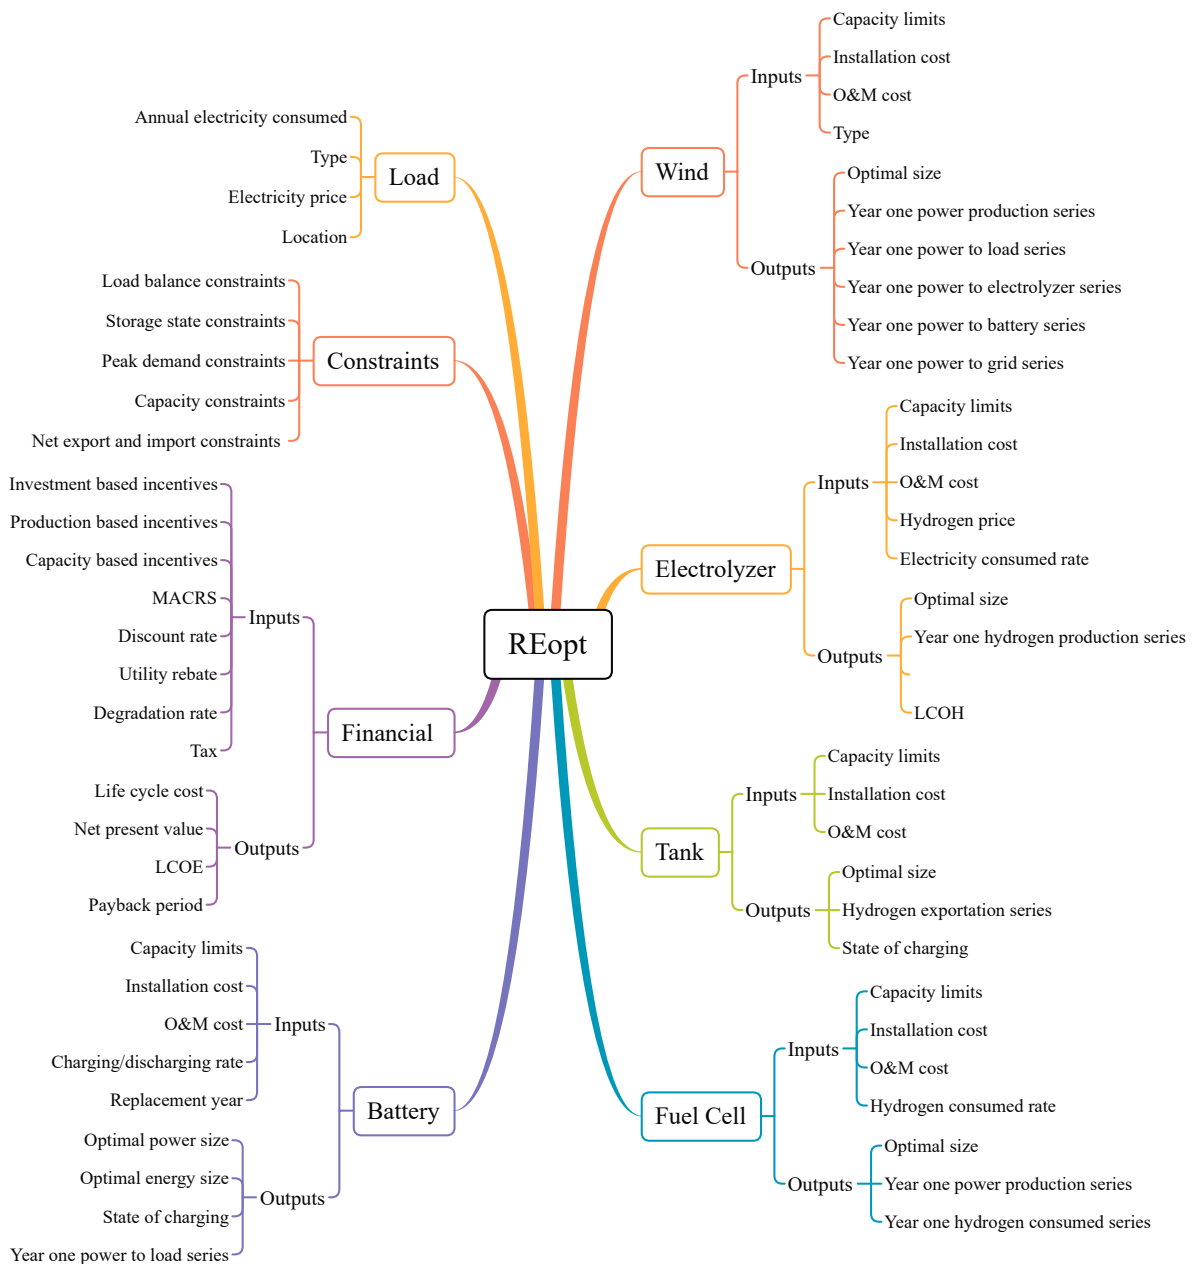 REopt
Load
Annual electricity consumed
Type
Electricity price
Location
Constraints
Load balance constraints
Storage state constraints
Peak demand constraints
Capacity constraints
Net export and import constraints
Financial
Inputs
Investment based incentives
Production based incentives
Capacity based incentives
MACRS
Discount rate
Utility rebate
Degradation rate
Tax
Outputs
Life cycle cost
Net present value
LCOE
Payback period
Battery
Inputs
Capacity limits
Installation cost
O&M cost
Charging/discharging rate
Replacement year
Outputs
Optimal power size
Optimal energy size
State of charging
Year one power to load series
Wind
Inputs
Capacity limits
Installation cost
O&M cost
Type
Outputs
Optimal size
Year one power production series
Year one power to load series
Year one power to electrolyzer series
Year one power to battery series
Year one power to grid series
Electrolyzer
Inputs
Capacity limits
Installation cost
O&M cost
Hydrogen price
Electricity consumed rate
Outputs
Optimal size
Year one hydrogen production series
LCOH
Tank
Inputs
Capacity limits
Installation cost
O&M cost
Outputs
Optimal size
Hydrogen exportation series
State of charging
Fuel Cell
Inputs
Capacity limits
Installation cost
O&M cost
Hydrogen consumed rate
Outputs
Optimal size
Year one power production series
Year one hydrogen consumed series